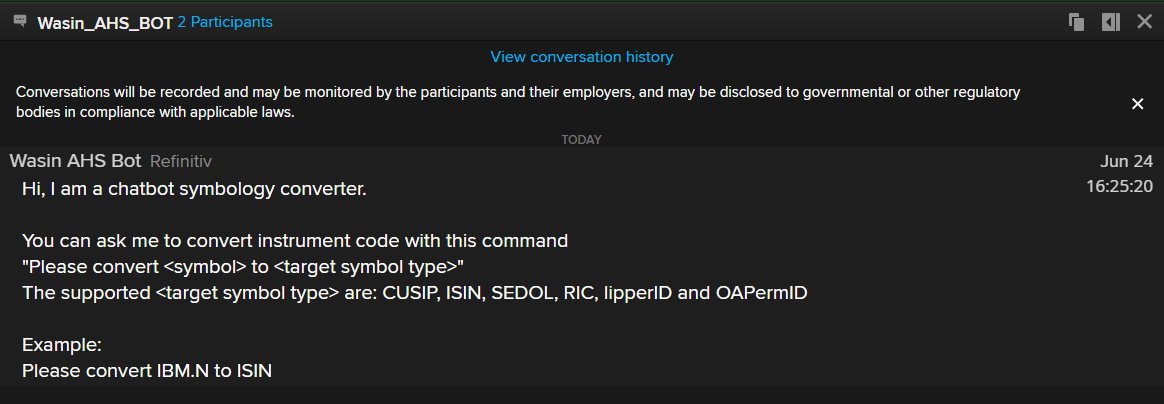 Wasin_AHS_BOT 2 Participants
View conversation history
Conversations will be recorded and may be monitored by the participants and their employers, and may be disclosed to governmental or other regulatory
bodies in compliance with applicable laws.
TODAY
Wasin AHS Bot Refinitiv Jun 24
Hi, I am a chatbot symbology converter. 16:25:20
You can ask me to convert instrument code with this command
"Please convert <symbol> to <target symbol type>"
The supported <target symbol type> are: CUSIP, ISIN, SEDOL, RIC, lipperID and OAPermID
Example:
Please convert IBM.N to ISIN